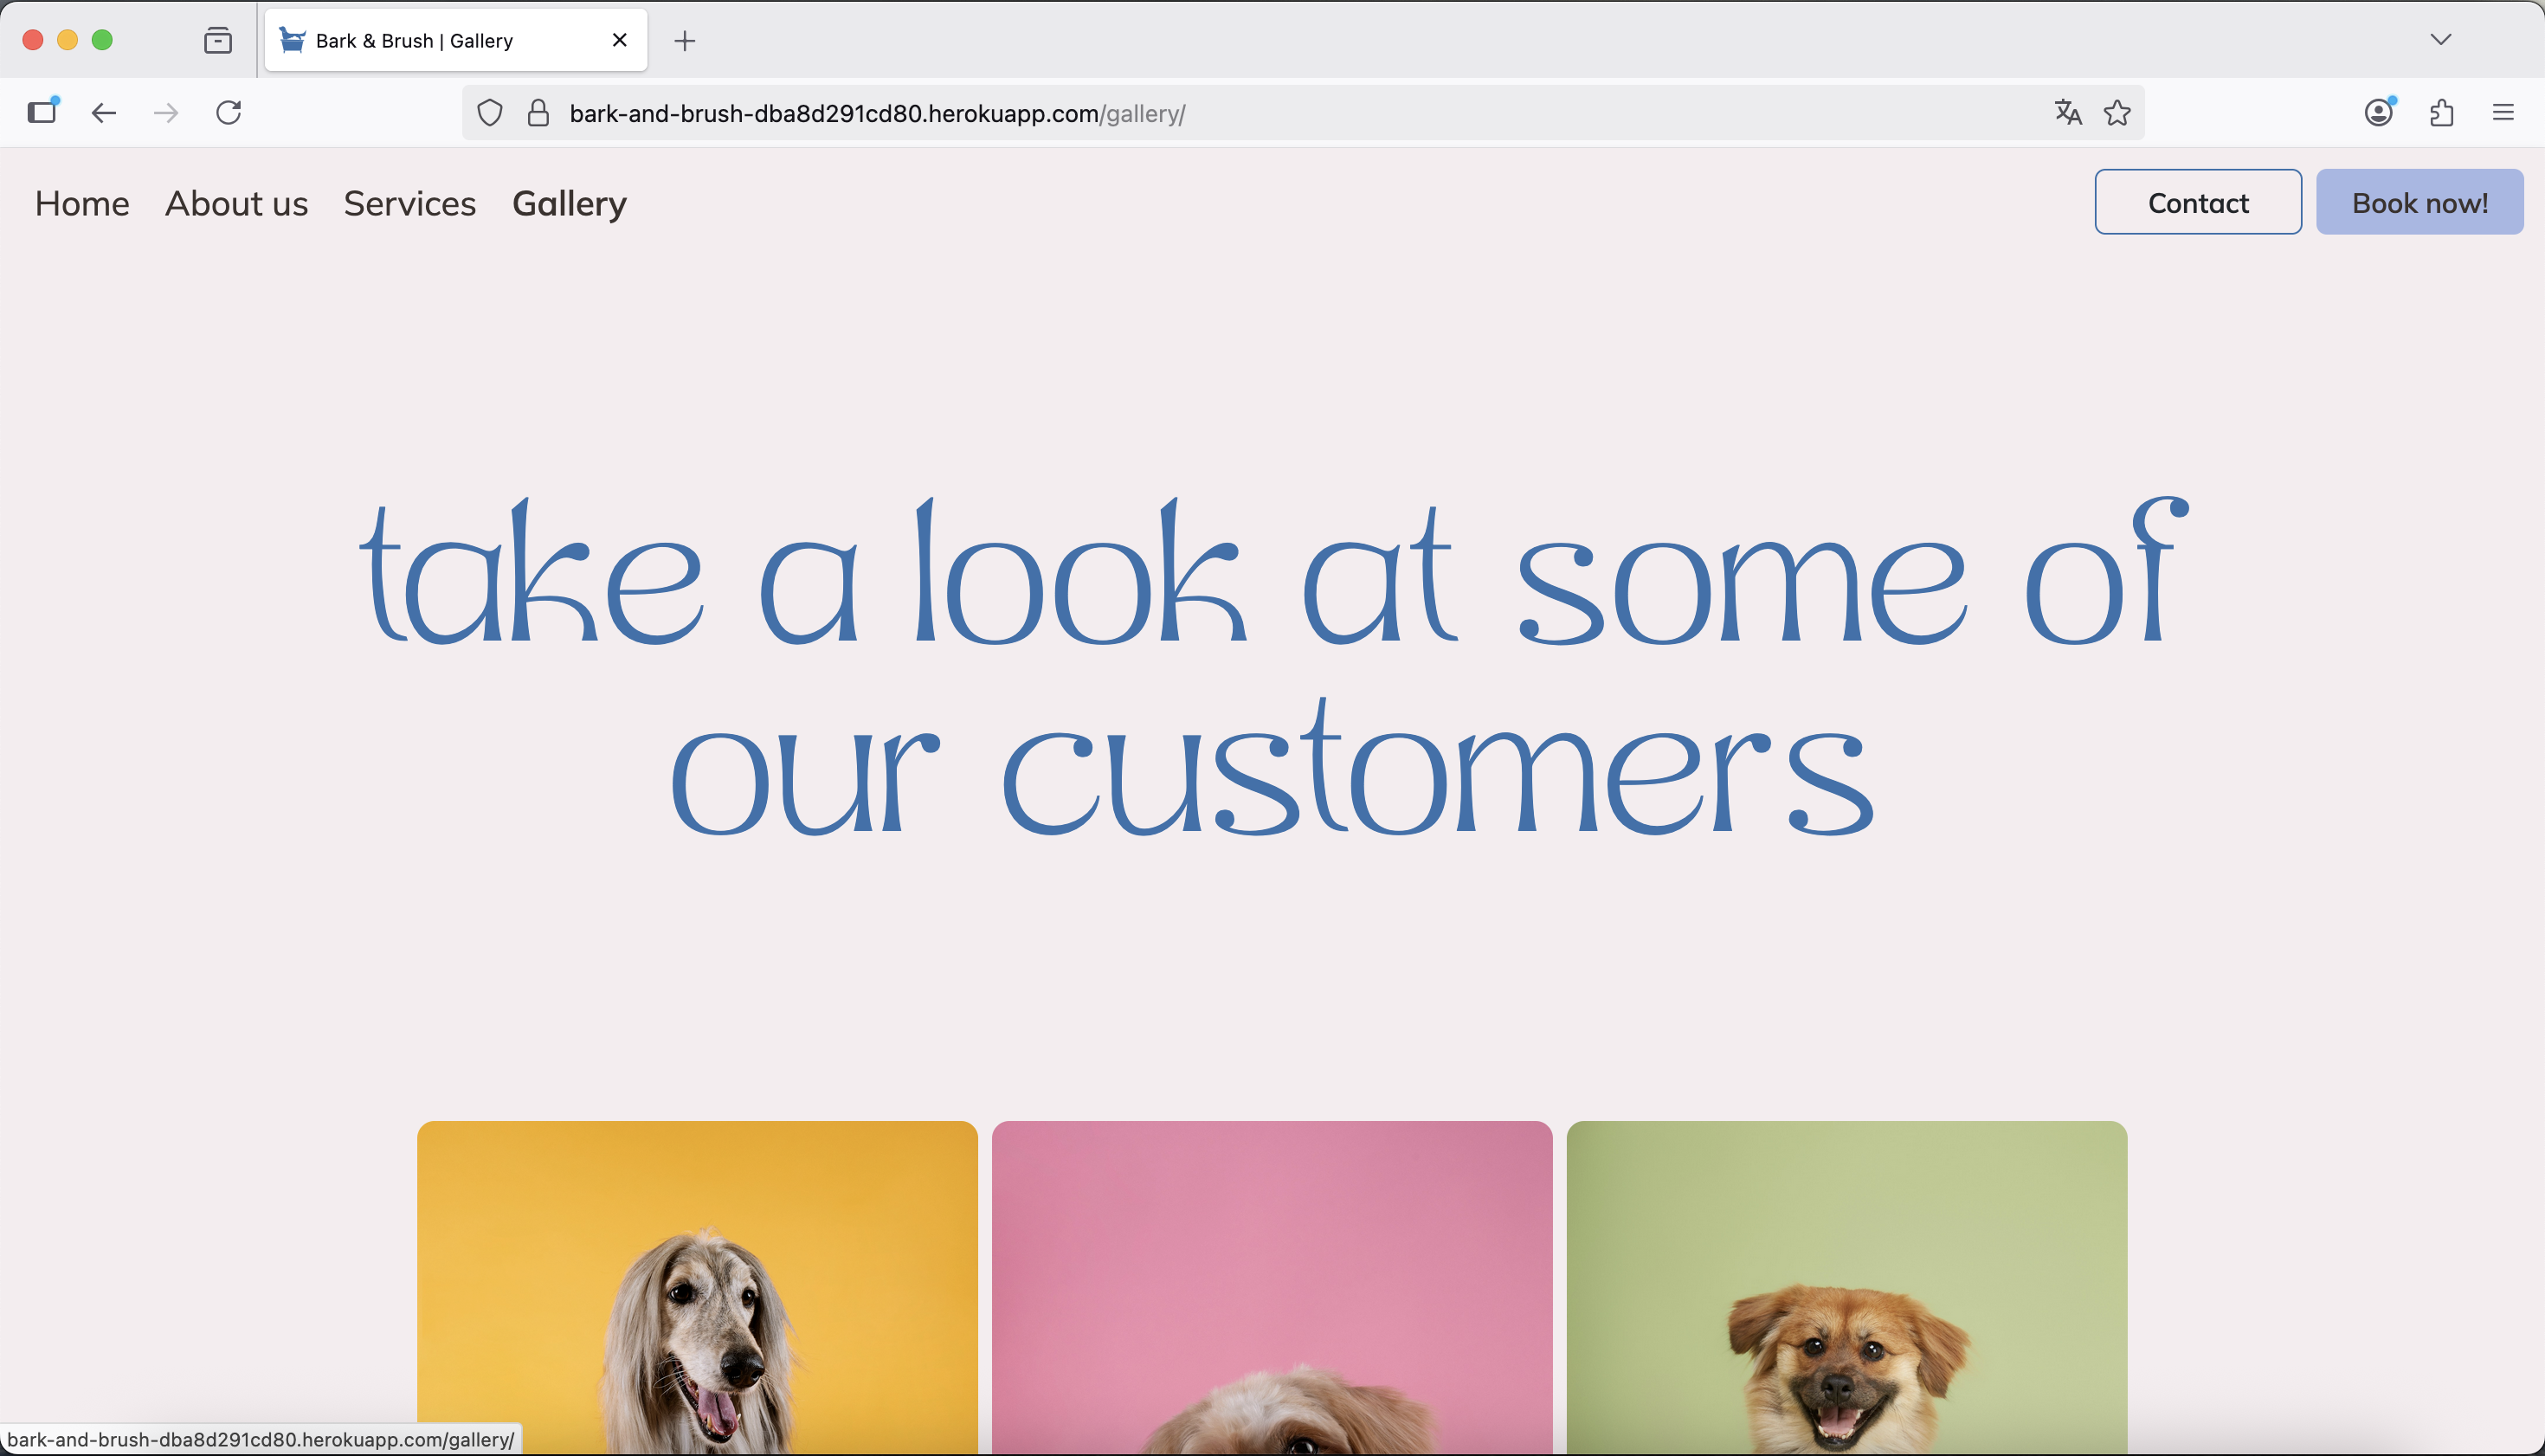 Bark & Brush | Gallery
bark-and-brush-dba8d291cd80.herokuapp.com/gallery/
Home About us Services Gallery Contact Book now!
take a look at some of
our customers
bark-and-brush-dba8d291cd80.herokuapp.com/gallery/